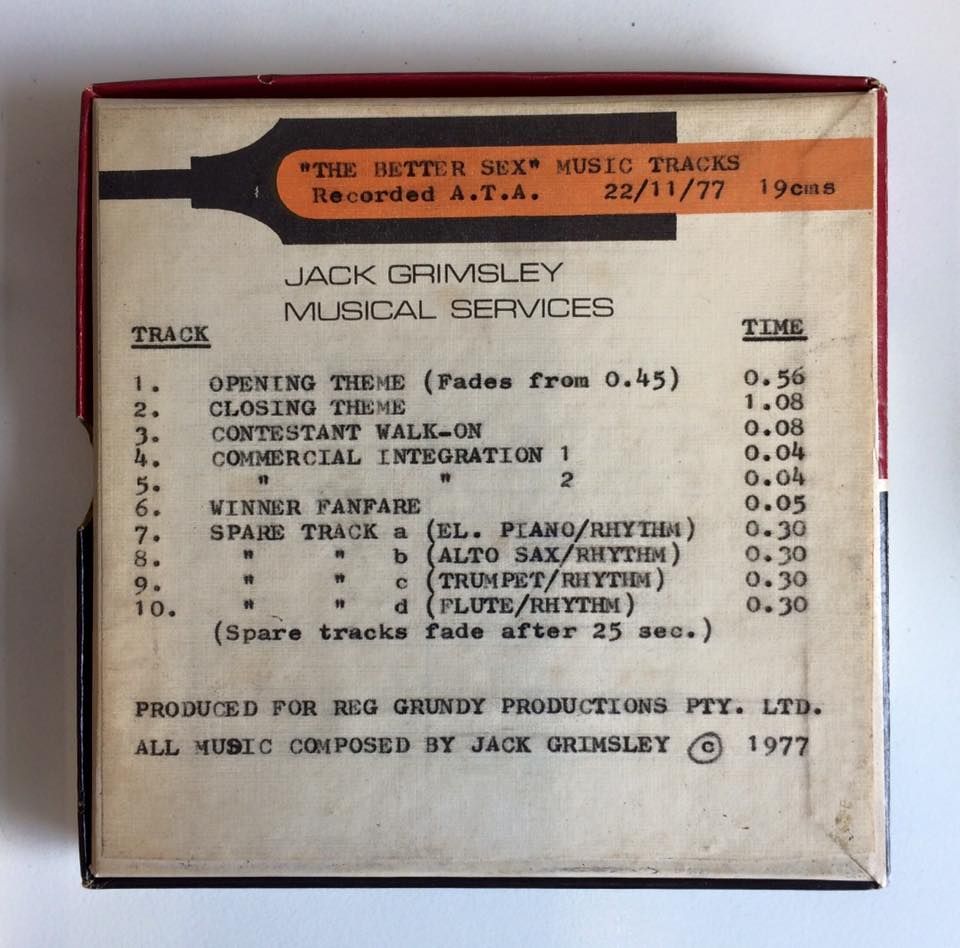 "THE BETTER SEX" MUSIC TRACKS
Recorded A.T.A. 22/11/77 19cms
JACK GRIMSLEY
MUSICAL SERVICES
TRACK TIME
1. OPENING THEME (Fades from 0.45) 0.56
2. CLOSING THEME 1.08
3. CONTESTANT WALK-ON 0.08
4. COMMERCIAL INTEGRATION 1 0.04
5. " " 2 0.04
6. WINNER FANFARE 0.05
7. SPARE TRACK a (EL. PIANO/RHYTHM) 0.30
8. " " b (ALTO SAX/RHYTHM) 0.30
9. " " c (TRUMPET/RHYTHM) 0.30
10. " " d (FLUTE/RHYTHM) 0.30
(Spare tracks fade after 25 sec.)
PRODUCED FOR REG GRUNDY PRODUCTIONS PTY. LTD.
ALL MUSIC COMPOSED BY JACK GRIMSLEY © 1977